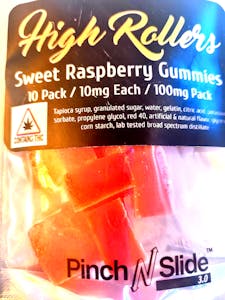 High Rollers
Sweet Raspberry Gummies
10 Pack / 10mg Each / 100mg Pack
CONTAINS THC
Tapioca syrup, granulated sugar, water, gelatin, citric acid, potassium
sorbate, propylene glycol, red 40, artificial & natural flavor,
corn starch, lab tested broad spectrum distillate
Pinch N Slide™
3.0